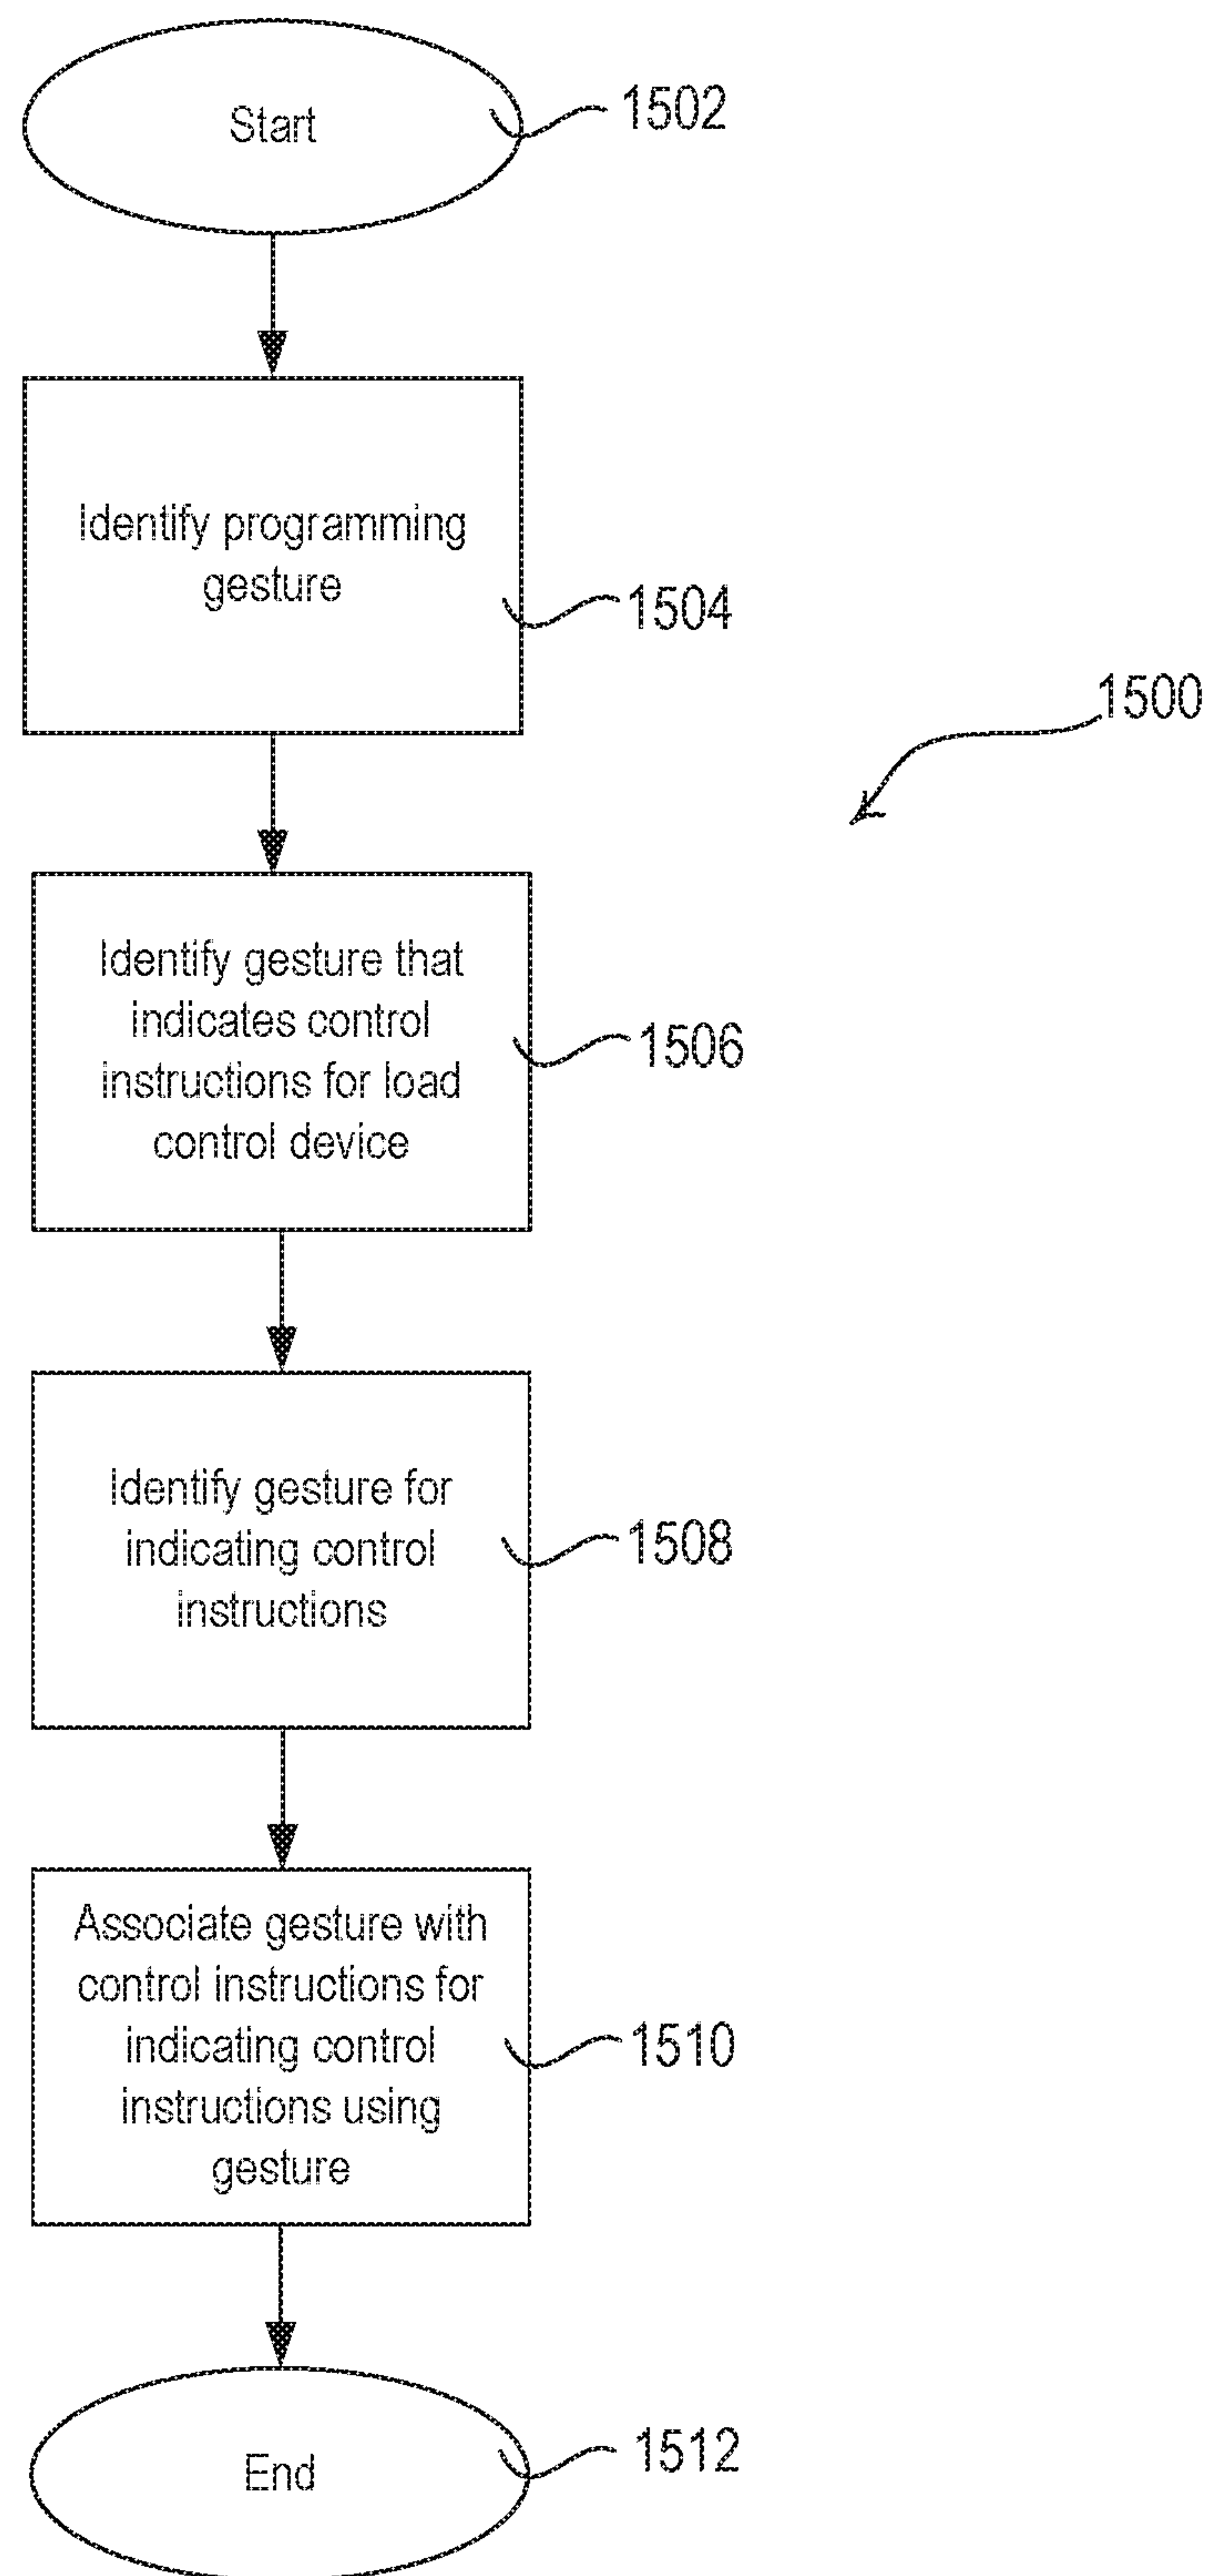 Start
1502
Identify programming
gesture
1504
1500
Identify gesture that
indicates control
instructions for load
control device
1506
Identify gesture for
indicating control
instructions
1508
Associate gesture with
control instructions for
indicating control
instructions using
gesture
1510
End
1512